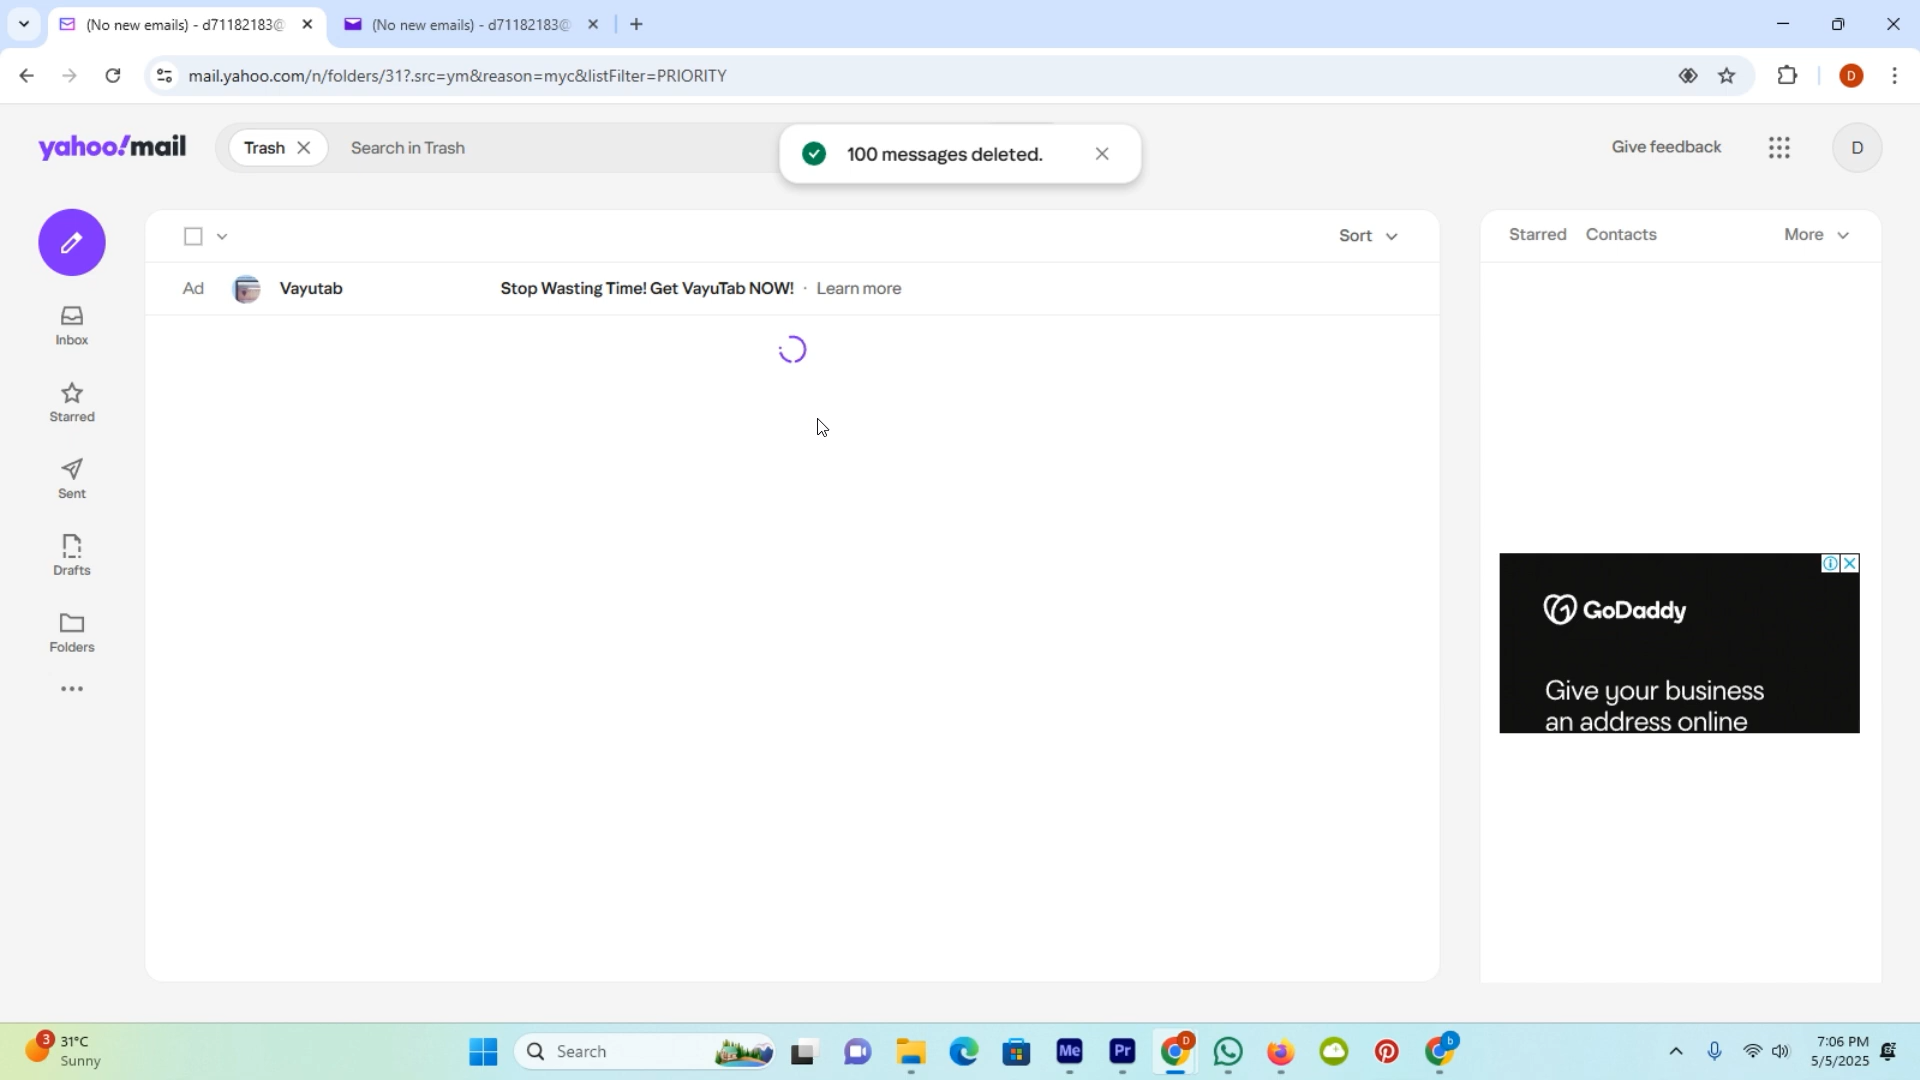 (No new emails) - d71182183@
(No new emails) - d71182183@
mail.yahoo.com/n/folders/31?.src=ym&reason=myc&listFilter=PRIORITY
D
yahoo!mail
Trash
Search in Trash
100 messages deleted.
Give feedback
D
Sort
Starred
Contacts
More
Ad
Vayutab
Stop Wasting Time! Get VayuTab NOW! · Learn more
Inbox
Starred
Sent
Drafts
Folders
GoDaddy
Give your business
an address online
3
31°C
Sunny
Search
Me
Pr
D
b
7:06 PM
5/5/2025